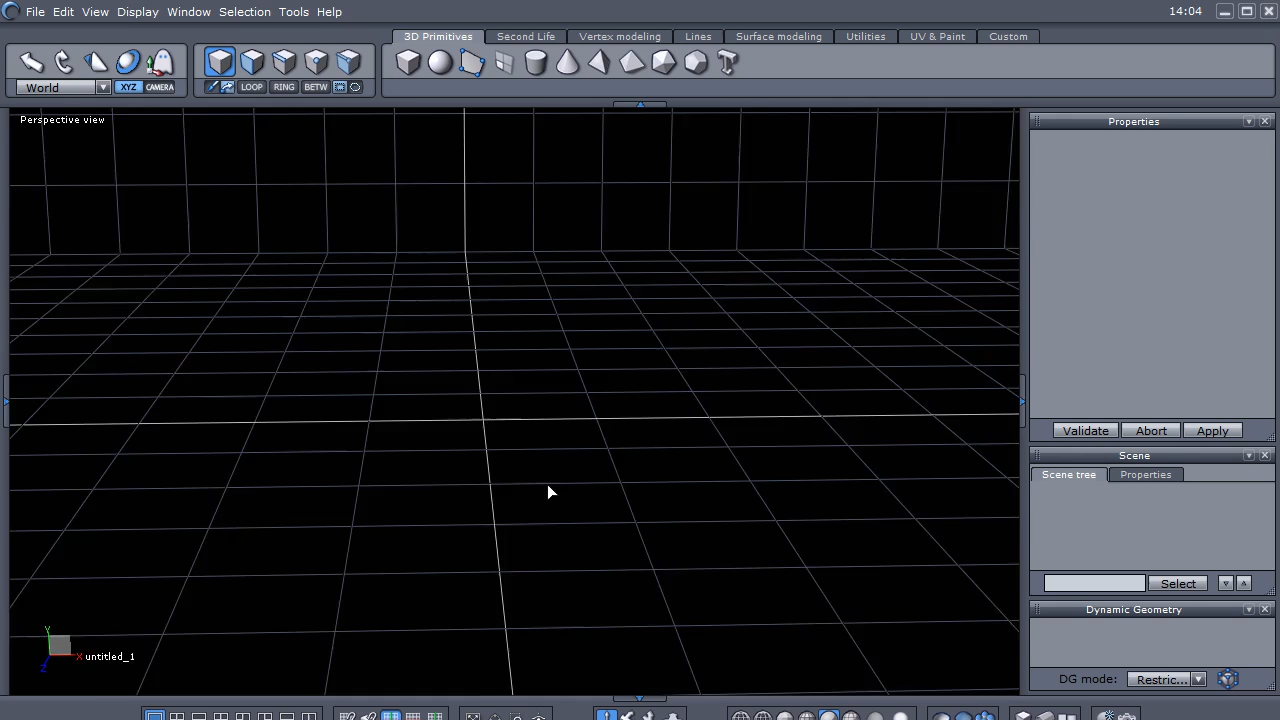 File Edit View Display Window Selection Tools Help 14:04
3D Primitives Second Life Vertex modeling Lines Surface modeling Utilities UV & Paint Custom
World XYZ CAMERA LOOP RING BETW
Perspective view
Properties
Validate Abort Apply
Scene
Scene tree Properties
Select
Dynamic Geometry
DG mode: Restric...
Y
X untitled_1
Z